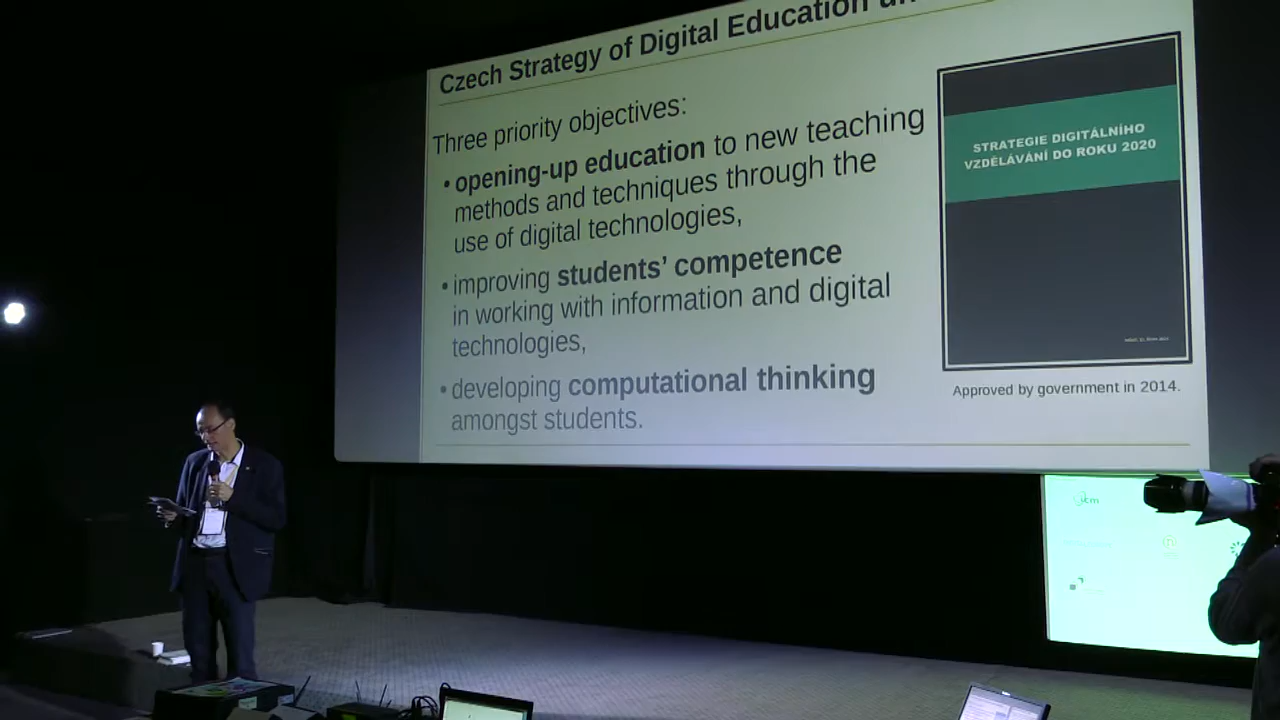 Czech Strategy of Digital Education
Three priority objectives:
• opening-up education to new teaching
methods and techniques through the
use of digital technologies,
• improving students’ competence
in working with information and digital
technologies,
• developing computational thinking
amongst students.
STRATEGIE DIGITÁLNÍHO
VZDĚLÁVÁNÍ DO ROKU 2020
Approved by government in 2014.
icm